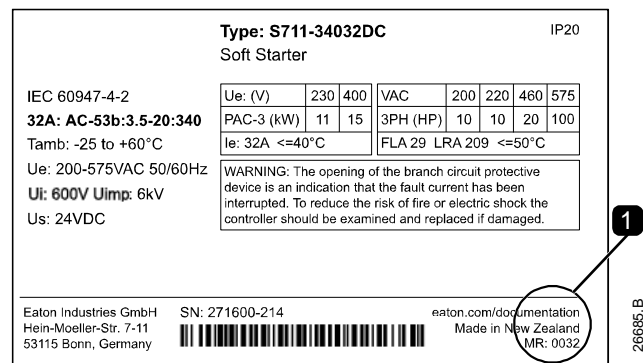 Type: S711-34032DC IP20
Soft Starter
IEC 60947-4-2
32A: AC-53b:3.5-20:340
Tamb: -25 to +60°C
Ue: 200-575VAC 50/60Hz
Ui: 600V Uimp: 6kV
Us: 24VDC
Ue: (V) 230 400
PAC-3 (kW) 11 15
Ie: 32A <=40°C
VAC 200 220 460 575
3PH (HP) 10 10 20 100
FLA 29 LRA 209 <=50°C
WARNING: The opening of the branch circuit protective
device is an indication that the fault current has been
interrupted. To reduce the risk of fire or electric shock the
controller should be examined and replaced if damaged.
1
Eaton Industries GmbH
Hein-Moeller-Str. 7-11
53115 Bonn, Germany
SN: 271600-214
eaton.com/documentation
Made in New Zealand
MR: 0032
26685.B